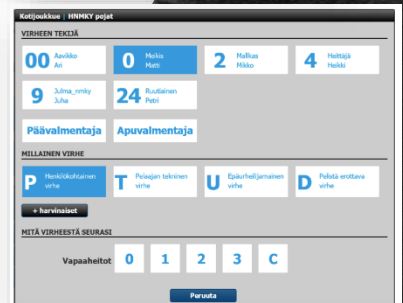 Kotijoukkue | HNMKY pojat
VIRHEEN TEKIJÄ
00 Aavikko Ari
0 Meikis Matti
2 Malkas Mikko
4 Heittäjä Heikki
9 Julma_nmky Juha
24 Ruutiainen Petri
Päävalmentaja Apuvalmentaja
MILLAINEN VIRHE
P Henkilökohtainen virhe
T Pelaajan tekninen virhe
U Epäurheilijamainen virhe
D Pelistä erottava virhe
+ harvinaiset
MITÄ VIRHEESTÄ SEURASI
Vapaaheitot 0 1 2 3 C
Peruuta